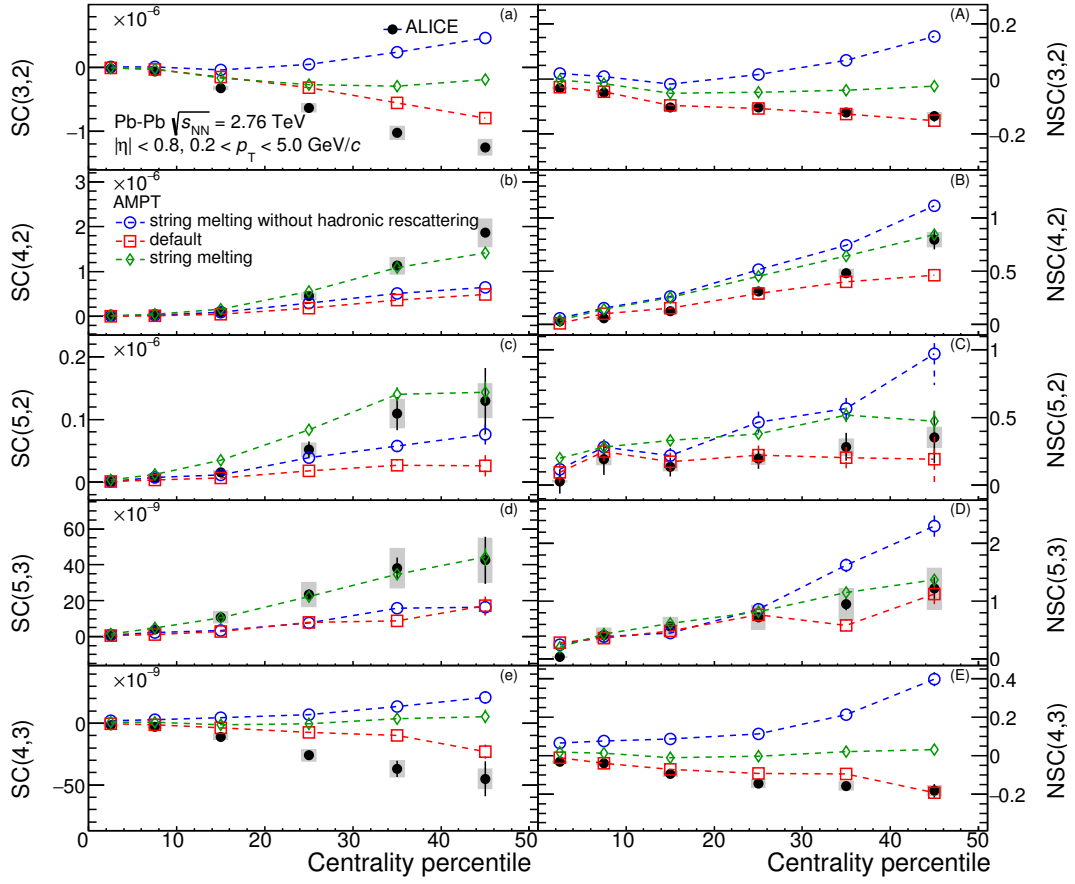 ×10⁻⁶
ALICE
(a)
SC(3,2)
0
−1
Pb-Pb √sNN = 2.76 TeV
|η| < 0.8, 0.2 < pT < 5.0 GeV/c
(A)
0.2
0
−0.2
NSC(3,2)
×10⁻⁶
(b)
SC(4,2)
3
2
1
0
AMPT
string melting without hadronic rescattering
default
string melting
(B)
1
0.5
0
NSC(4,2)
×10⁻⁶
(c)
SC(5,2)
0.2
0.1
0
(C)
1
0.5
0
NSC(5,2)
×10⁻⁹
(d)
SC(5,3)
60
40
20
0
(D)
2
1
0
NSC(5,3)
×10⁻⁹
(e)
SC(4,3)
0
−50
(E)
0.4
0.2
0
−0.2
NSC(4,3)
0 10 20 30 40 50
Centrality percentile
10 20 30 40 50
Centrality percentile